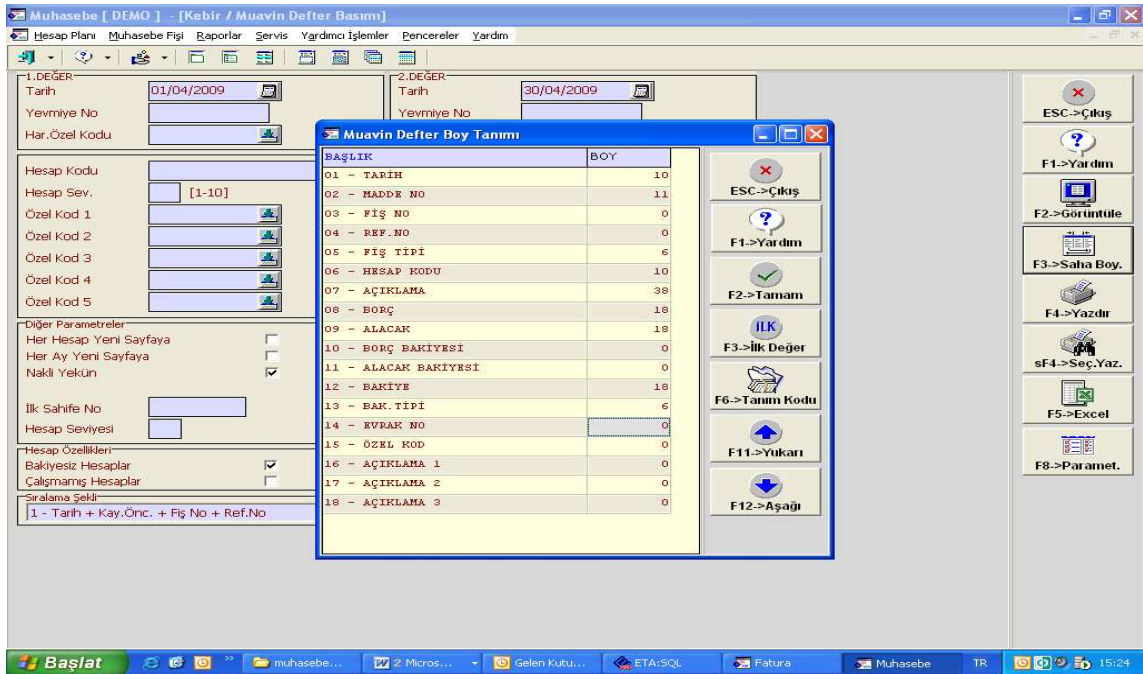 Muhasebe [ DEMO ] - [Kebir / Muavin Defter Basımı]
Hesap Planı Muhasebe Fişi Raporlar Servis Yardımcı İşlemler Pencereler Yardım
1.DEĞER
Tarih 01/04/2009
Yevmiye No
Har.Özel Kodu
2.DEĞER
Tarih 30/04/2009
Yevmiye No
Hesap Kodu
Hesap Sev. [1-10]
Özel Kod 1
Özel Kod 2
Özel Kod 3
Özel Kod 4
Özel Kod 5
Diğer Parametreler
Her Hesap Yeni Sayfaya
Her Ay Yeni Sayfaya
Nakli Yekün
İlk Sahife No
Hesap Seviyesi
Hesap Özellikleri
Bakiyesiz Hesaplar
Çalışmamış Hesaplar
Sıralama Şekli
1 - Tarih + Kay.Önc. + Fiş No + Ref.No
Muavin Defter Boy Tanımı
BAŞLIK BOY
01 - TARİH 10
02 - MADDE NO 11
03 - FİŞ NO 0
04 - REF.NO 0
05 - FİŞ TİPİ 6
06 - HESAP KODU 10
07 - AÇIKLAMA 38
08 - BORÇ 18
09 - ALACAK 18
10 - BORÇ BAKİYESİ 0
11 - ALACAK BAKİYESİ 0
12 - BAKİYE 18
13 - BAK.TİPİ 6
14 - EVRAK NO 0
15 - ÖZEL KOD 0
16 - AÇIKLAMA 1 0
17 - AÇIKLAMA 2 0
18 - AÇIKLAMA 3 0
ESC->Çıkış
F1->Yardım
F2->Tamam
İLK
F3->İlk Değer
F6->Tanım Kodu
F11->Yukarı
F12->Aşağı
ESC->Çıkış
F1->Yardım
F2->Görüntüle
F3->Saha Boy.
F4->Yazdır
sF4->Seç.Yaz.
F5->Excel
F8->Paramet.
Başlat muhasebe... 2 Micros... Gelen Kutu... ETA:SQL Fatura Muhasebe TR 15:24